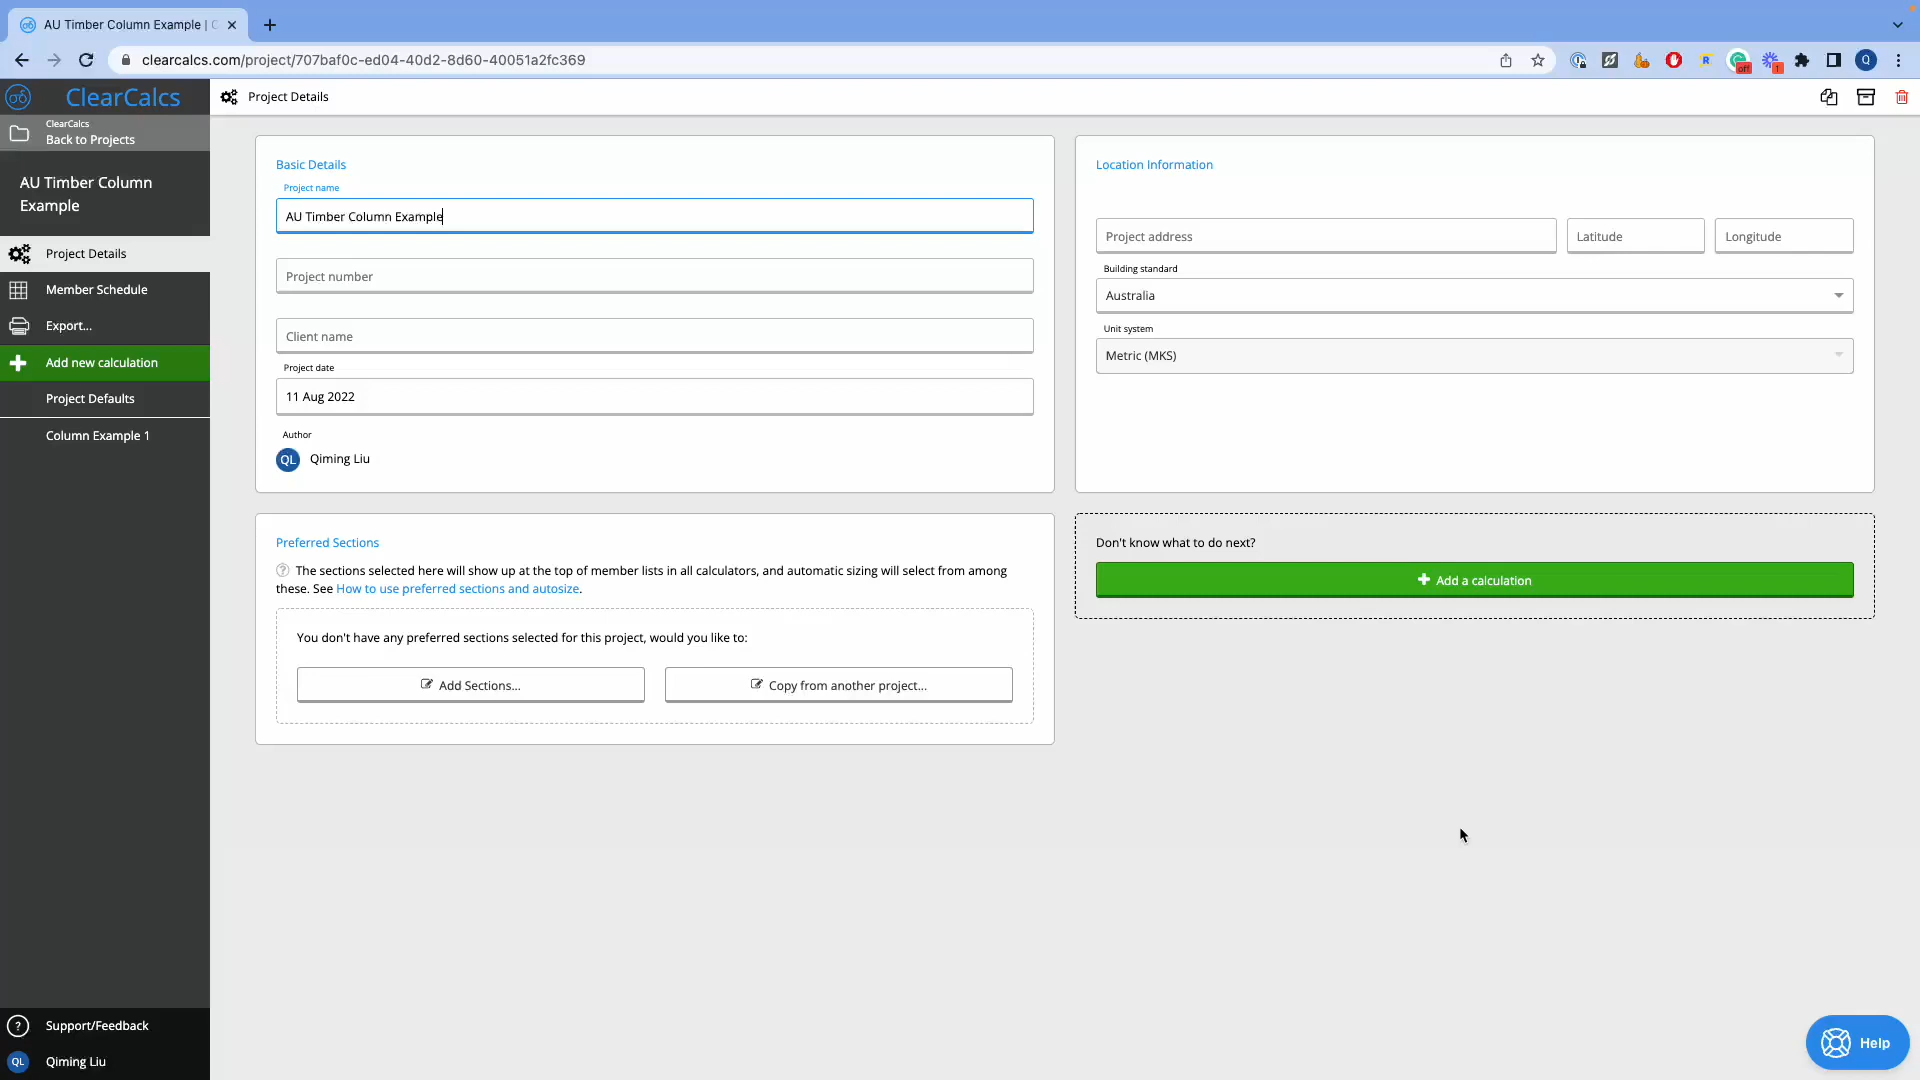 AU Timber Column Example | C
clearcalcs.com/project/707baf0c-ed04-40d2-8d60-40051a2fc369
R
off
1
Q
ClearCalcs
Project Details
ClearCalcs
Back to Projects
AU Timber Column
Example
Project Details
Member Schedule
Export...
Add new calculation
Project Defaults
Column Example 1
Support/Feedback
QL
Qiming Liu
Basic Details
Project name
AU Timber Column Example
Project number
Client name
Project date
11 Aug 2022
Author
QL Qiming Liu
Location Information
Project address
Latitude
Longitude
Building standard
Australia
Unit system
Metric (MKS)
Preferred Sections
? The sections selected here will show up at the top of member lists in all calculators, and automatic sizing will select from among
these. See How to use preferred sections and autosize.
You don't have any preferred sections selected for this project, would you like to:
Add Sections...
Copy from another project...
Don't know what to do next?
Add a calculation
Help